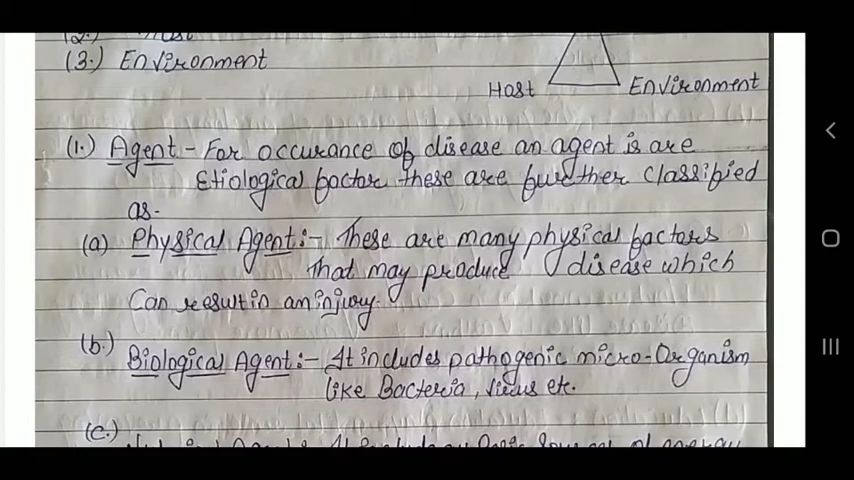 (2.) Host
(3.) Environment
Host Environment
(1.) Agent - For occurance of disease an agent is are
Etiological factor these are further classified
as-
(a) Physical Agent:- These are many physical factors
that may produce disease which
Can result in an injury.
(b.) Biological Agent:- It includes pathogenic micro-Organism
like Bacteria, virus etc.
(c.)